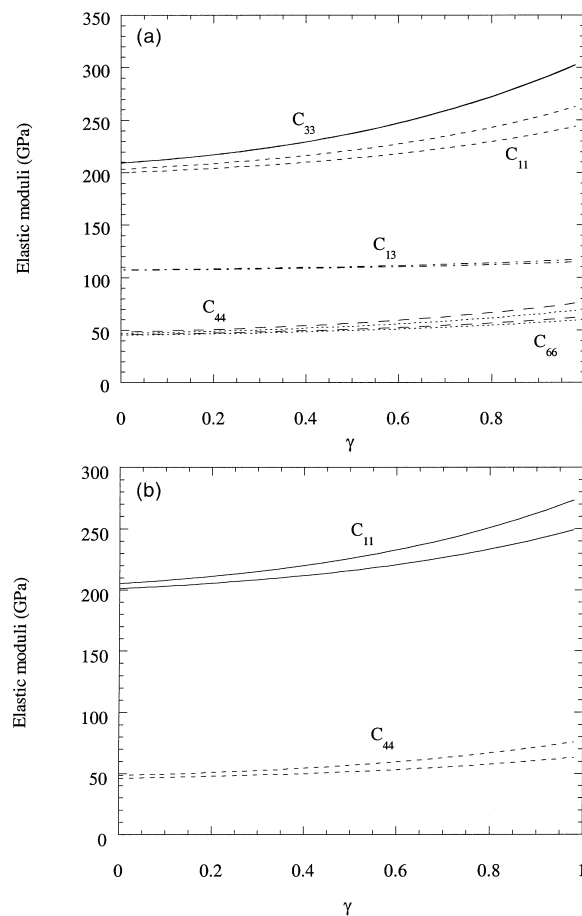 (a)
350
300
250
200
150
100
50
0
Elastic moduli (GPa)
C33
C11
C13
C44
C66
0 0.2 0.4 0.6 0.8
γ
(b)
300
250
200
150
100
50
0
Elastic moduli (GPa)
C11
C44
0 0.2 0.4 0.6 0.8 1
γ